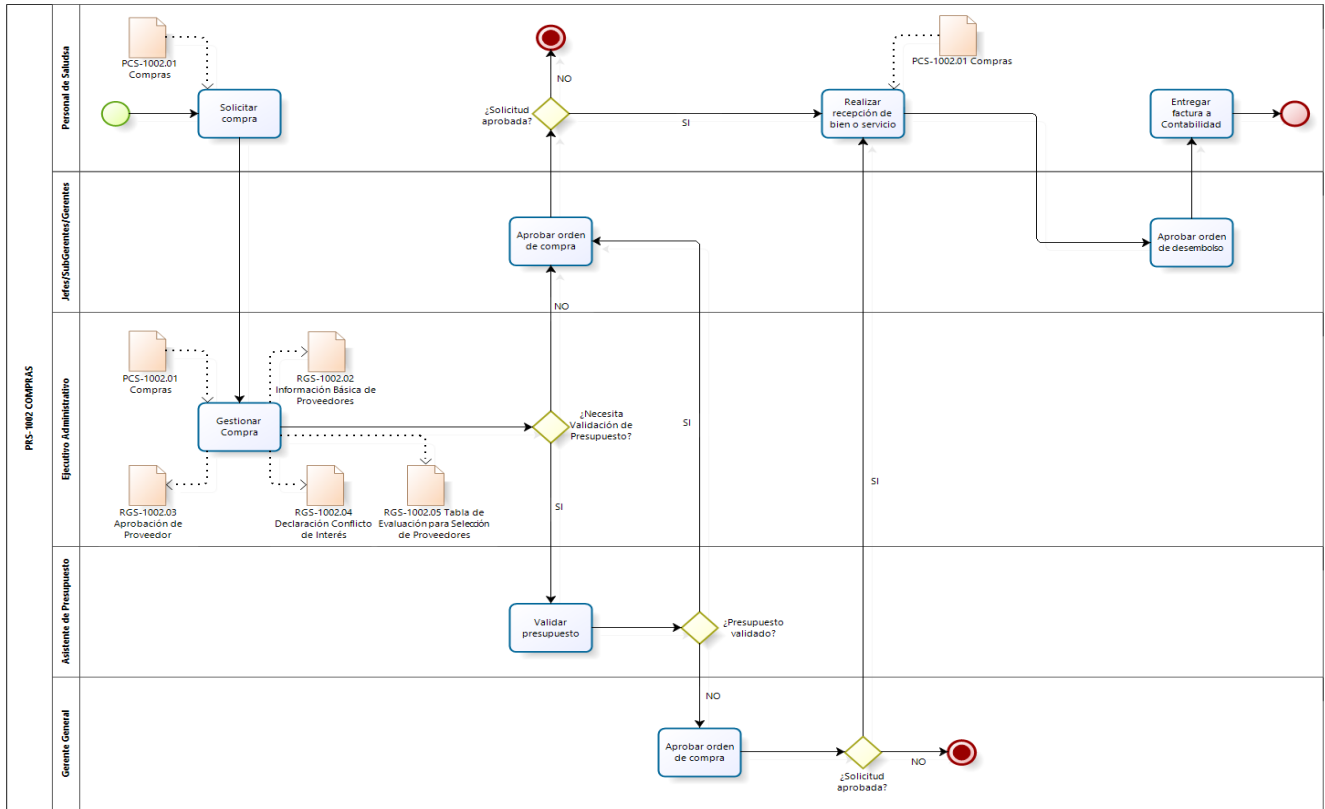 PRS-1002 COMPRAS
Personal de Saludsa
PCS-1002.01
Compras
Solicitar
compra
NO
¿Solicitud
aprobada?
SI
PCS-1002.01 Compras
Realizar
recepción de
bien o servicio
Entregar
factura a
Contabilidad
Jefes/SubGerentes/Gerentes
Aprobar orden
de compra
NO
Aprobar orden
de desembolso
Ejecutivo Administrativo
PCS-1002.01
Compras
RGS-1002.02
Información Básica de
Proveedores
Gestionar
Compra
¿Necesita
Validación de
Presupuesto?
SI
SI
SI
RGS-1002.03
Aprobación de
Proveedor
RGS-1002.04
Declaración Conflicto
de Interés
RGS-1002.05 Tabla de
Evaluación para Selección
de Proveedores
Asistente de Presupuesto
Validar
presupuesto
¿Presupuesto
validado?
NO
Gerente General
Aprobar orden
de compra
¿Solicitud
aprobada?
NO